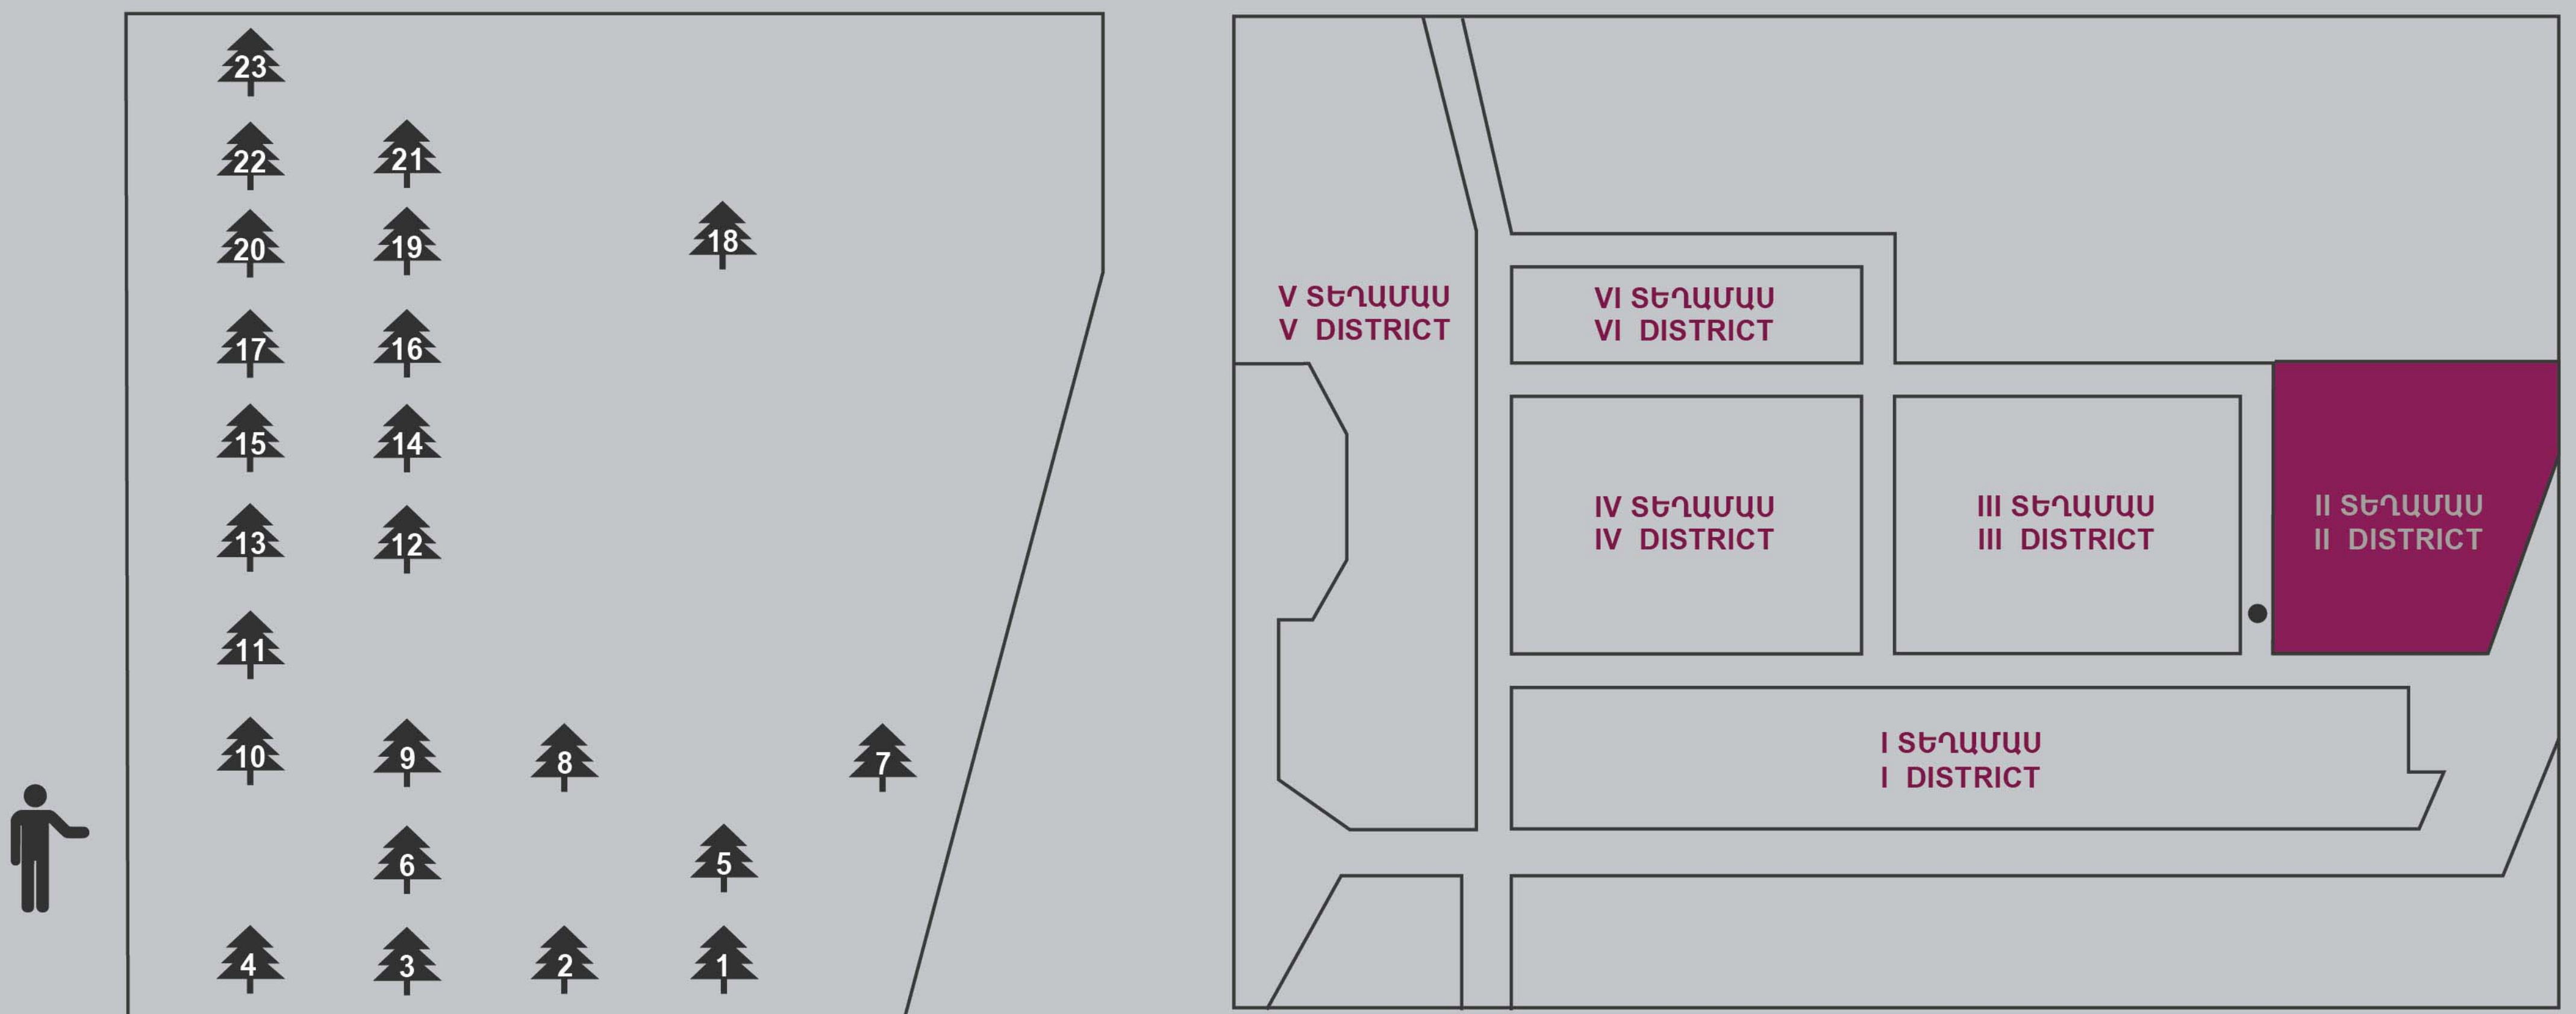 23
22 21
20 19 18
17 16
15 14
13 12
11
10 9 8 7
6 5
4 3 2 1
V ՏԵՂԱՄԱՍ
V DISTRICT
VI ՏԵՂԱՄԱՍ
VI DISTRICT
IV ՏԵՂԱՄԱՍ
IV DISTRICT
III ՏԵՂԱՄԱՍ
III DISTRICT
II ՏԵՂԱՄԱՍ
II DISTRICT
I ՏԵՂԱՄԱՍ
I DISTRICT